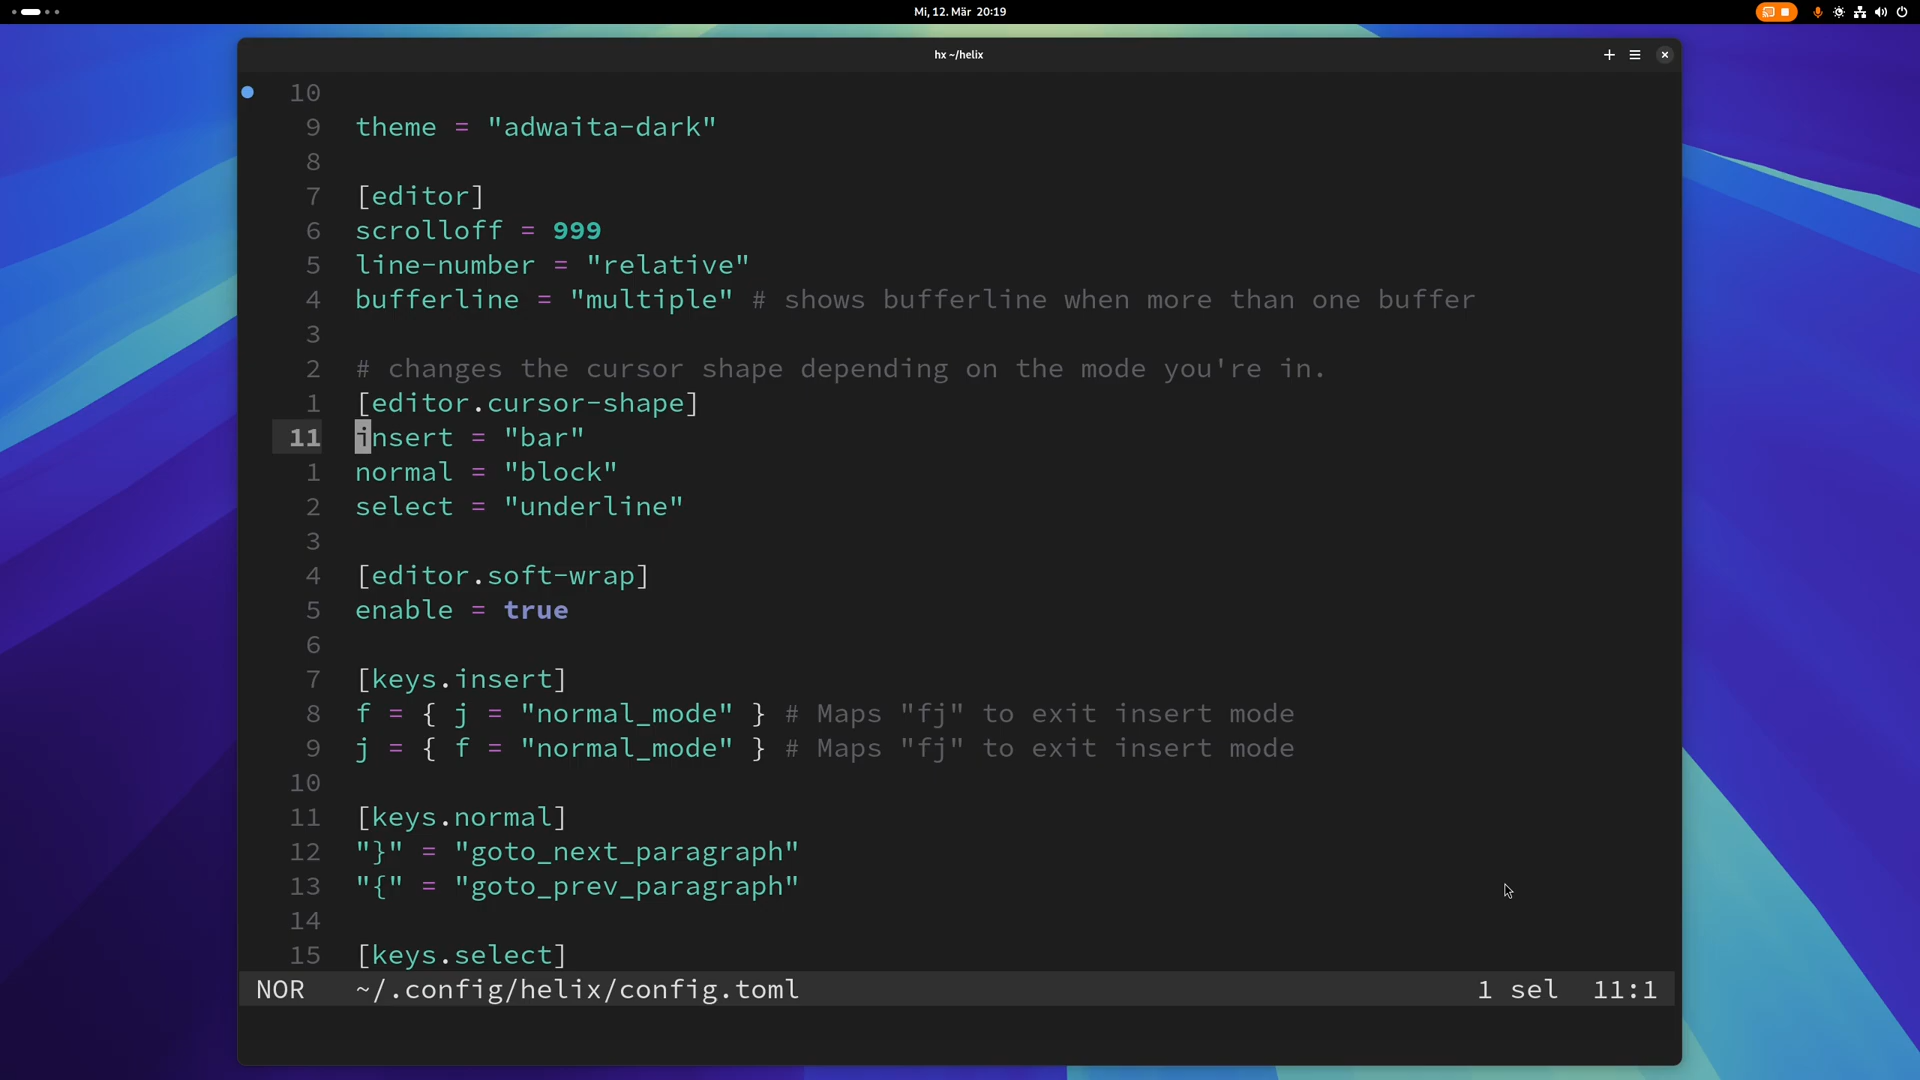 Mi, 12. Mär 20:19
hx ~/helix
10
9 theme = "adwaita-dark"
8
7 [editor]
6 scrolloff = 999
5 line-number = "relative"
4 bufferline = "multiple" # shows bufferline when more than one buffer
3
2 # changes the cursor shape depending on the mode you're in.
1 [editor.cursor-shape]
11 insert = "bar"
1 normal = "block"
2 select = "underline"
3
4 [editor.soft-wrap]
5 enable = true
6
7 [keys.insert]
8 f = { j = "normal_mode" } # Maps "fj" to exit insert mode
9 j = { f = "normal_mode" } # Maps "fj" to exit insert mode
10
11 [keys.normal]
12 "}" = "goto_next_paragraph"
13 "{" = "goto_prev_paragraph"
14
15 [keys.select]
NOR ~/.config/helix/config.toml 1 sel 11:1